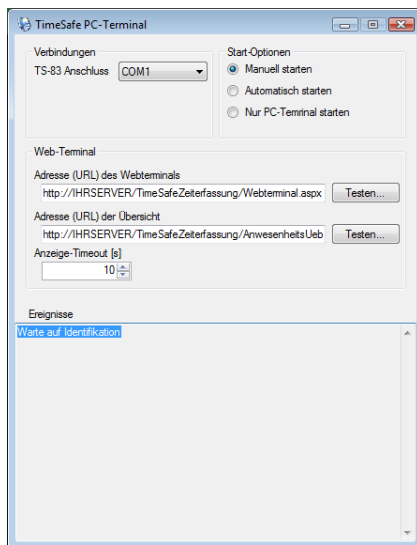 TimeSafe PC-Terminal
Verbindungen
TS-83 Anschluss COM1
Start-Optionen
Manuell starten
Automatisch starten
Nur PC-Temrinal starten
Web-Terminal
Adresse (URL) des Webterminals
http://IHRSERVER/TimeSafeZeiterfassung/Webterminal.aspx Testen...
Adresse (URL) der Übersicht
http://IHRSERVER/TimeSafeZeiterfassung/AnwesenheitsUeb Testen...
Anzeige-Timeout [s]
10
Ereignisse
Warte auf Identifikation